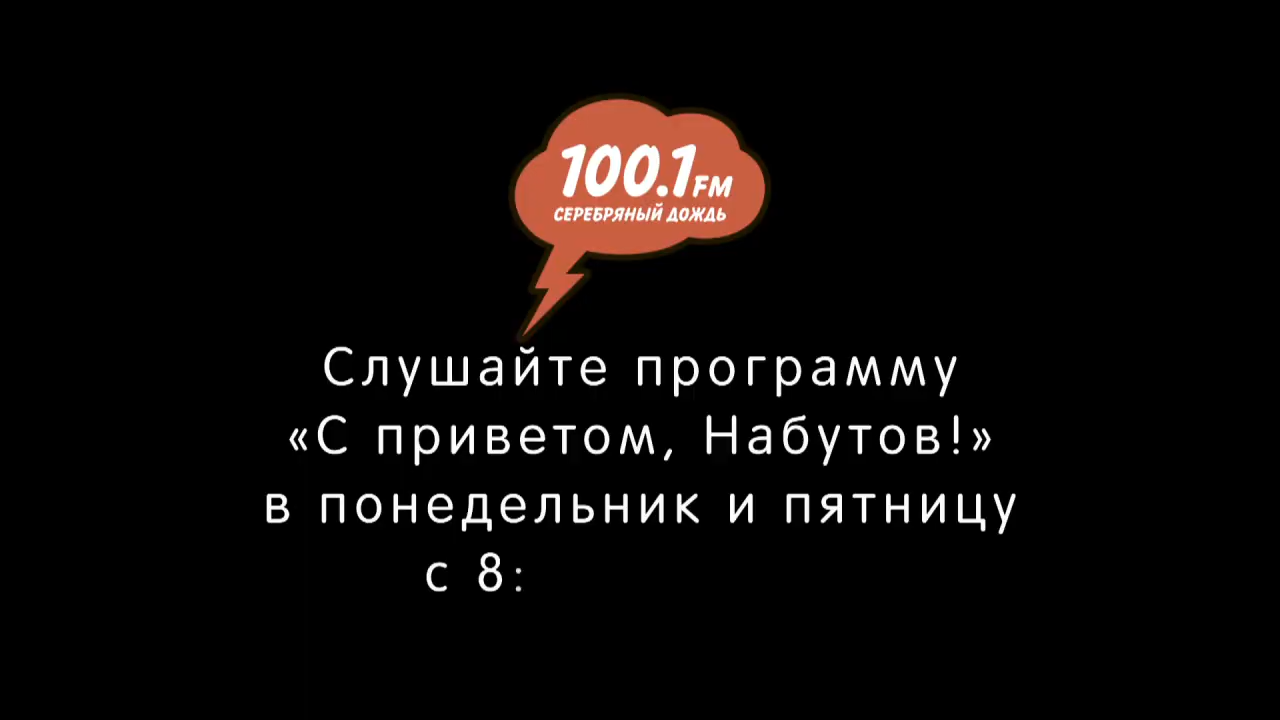 100.1FM
СЕРЕБРЯНЫЙ ДОЖДЬ
Слушайте программу
«С приветом, Набутов!»
в понедельник и пятницу
с 8: